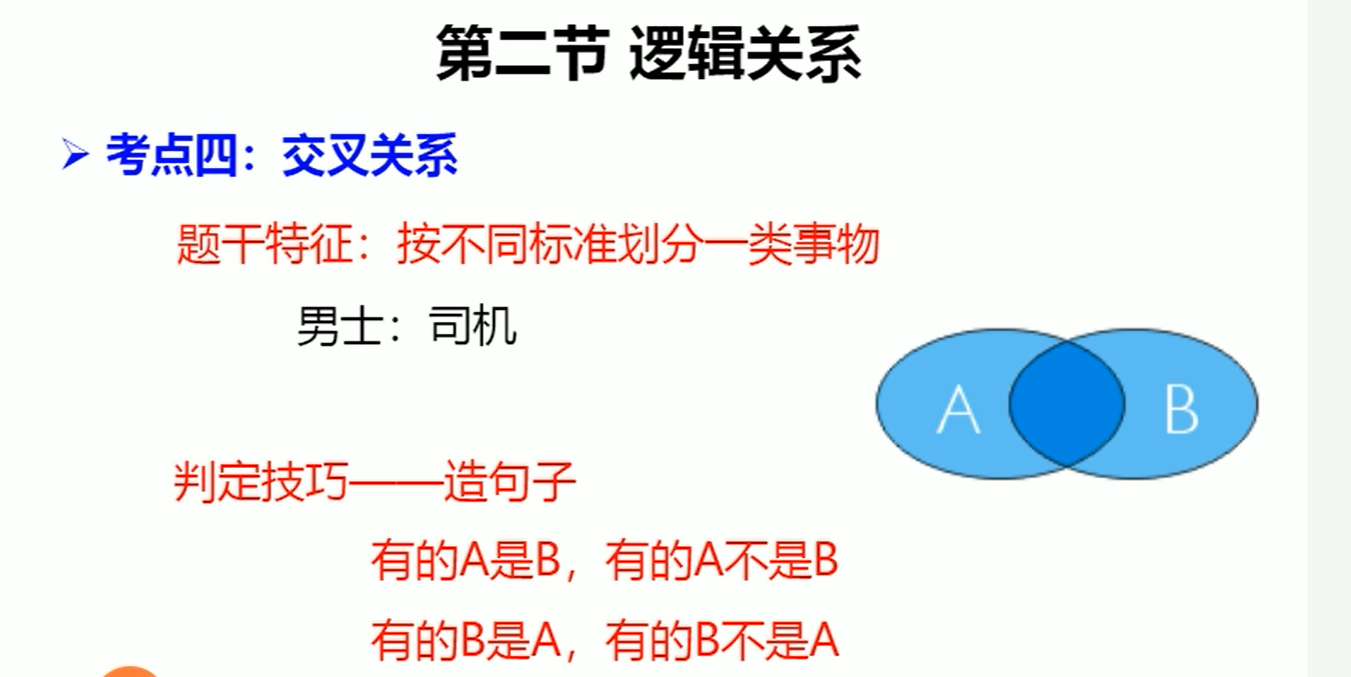 第二节 逻辑关系
考点四：交叉关系
题干特征：按不同标准划分一类事物
男士：司机
A B
判定技巧——造句子
有的A是B，有的A不是B
有的B是A，有的B不是A